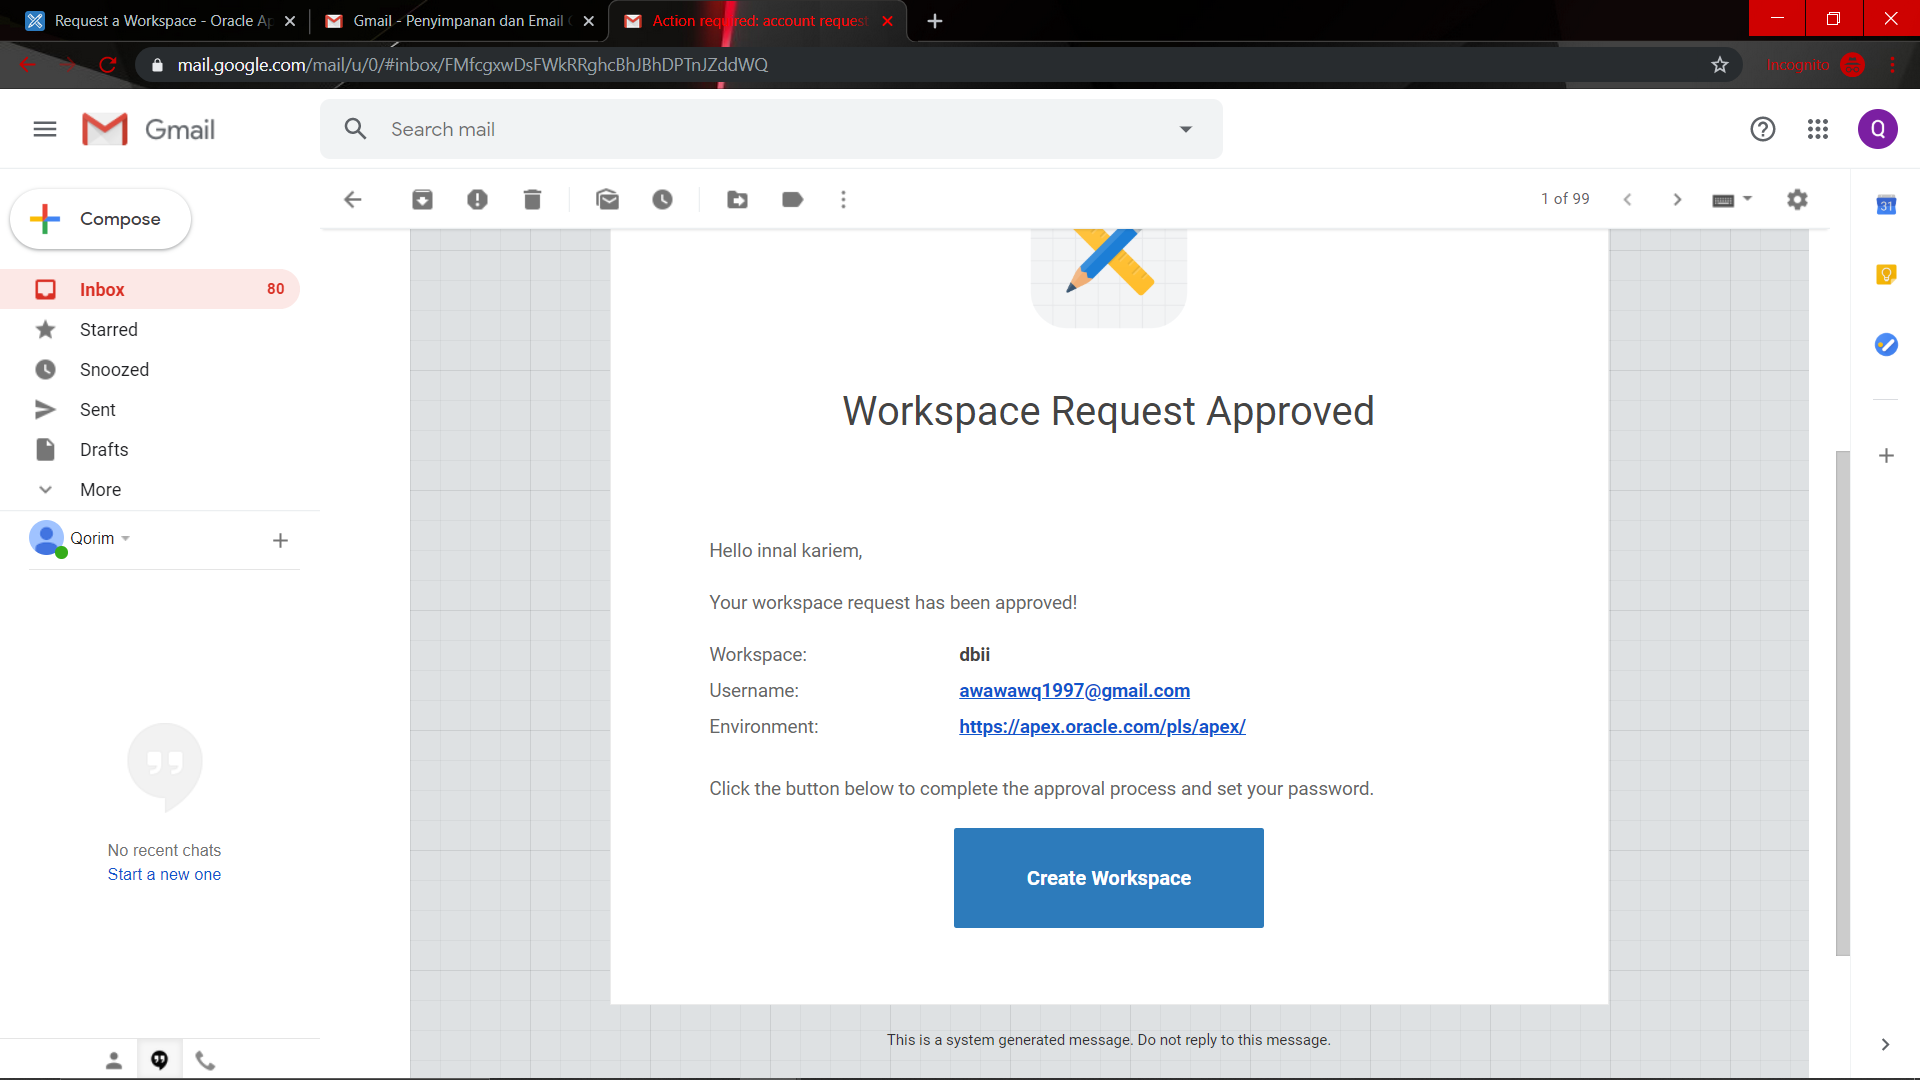 Request a Workspace - Oracle Ap
Gmail - Penyimpanan dan Email
Action required: account request
mail.google.com/mail/u/0/#inbox/FMfcgxwDsFWkRRghcBhJBhDPTnJZddWQ
Incognito
Gmail
Search mail
Q
Compose
1 of 99
31
Inbox 80
Starred
Snoozed
Sent
Drafts
More
Qorim
No recent chats
Start a new one
Workspace Request Approved
Hello innal kariem,
Your workspace request has been approved!
Workspace: dbii
Username: awawawq1997@gmail.com
Environment: https://apex.oracle.com/pls/apex/
Click the button below to complete the approval process and set your password.
Create Workspace
This is a system generated message. Do not reply to this message.